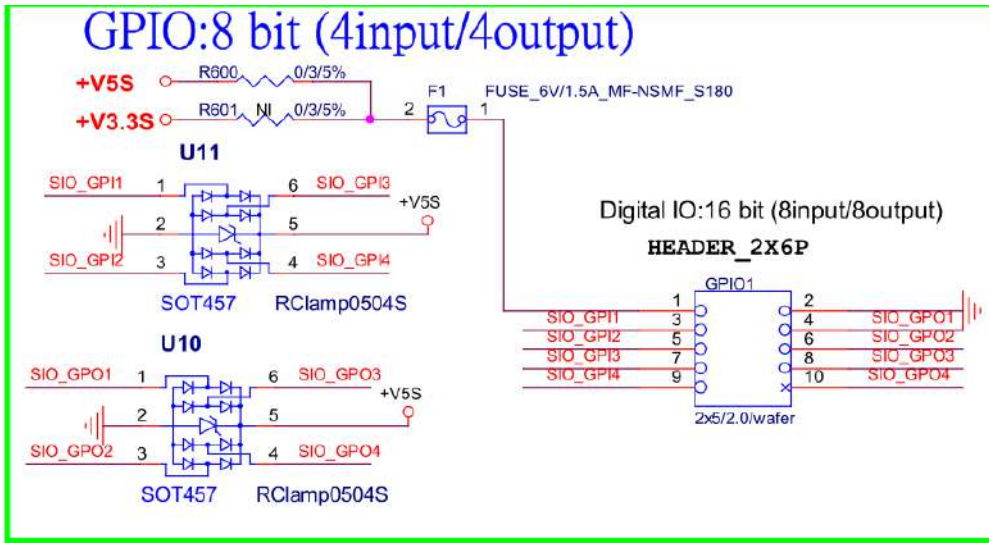 GPIO:8 bit (4input/4output)
+V5S R600 0/3/5%
+V3.3S R601 NI 0/3/5% 2 F1 1 FUSE_6V/1.5A_MF-NSMF_S180
U11
SIO_GPI1 1 6 SIO_GPI3
2 5 +V5S
SIO_GPI2 3 4 SIO_GPI4
SOT457 RClamp0504S
U10
SIO_GPO1 1 6 SIO_GPO3
2 5 +V5S
SIO_GPO2 3 4 SIO_GPO4
SOT457 RClamp0504S
Digital IO:16 bit (8input/8output)
HEADER_2X6P
GPIO1
1 2
SIO_GPI1 3 4 SIO_GPO1
SIO_GPI2 5 6 SIO_GPO2
SIO_GPI3 7 8 SIO_GPO3
SIO_GPI4 9 10 SIO_GPO4
2x5/2.0/wafer